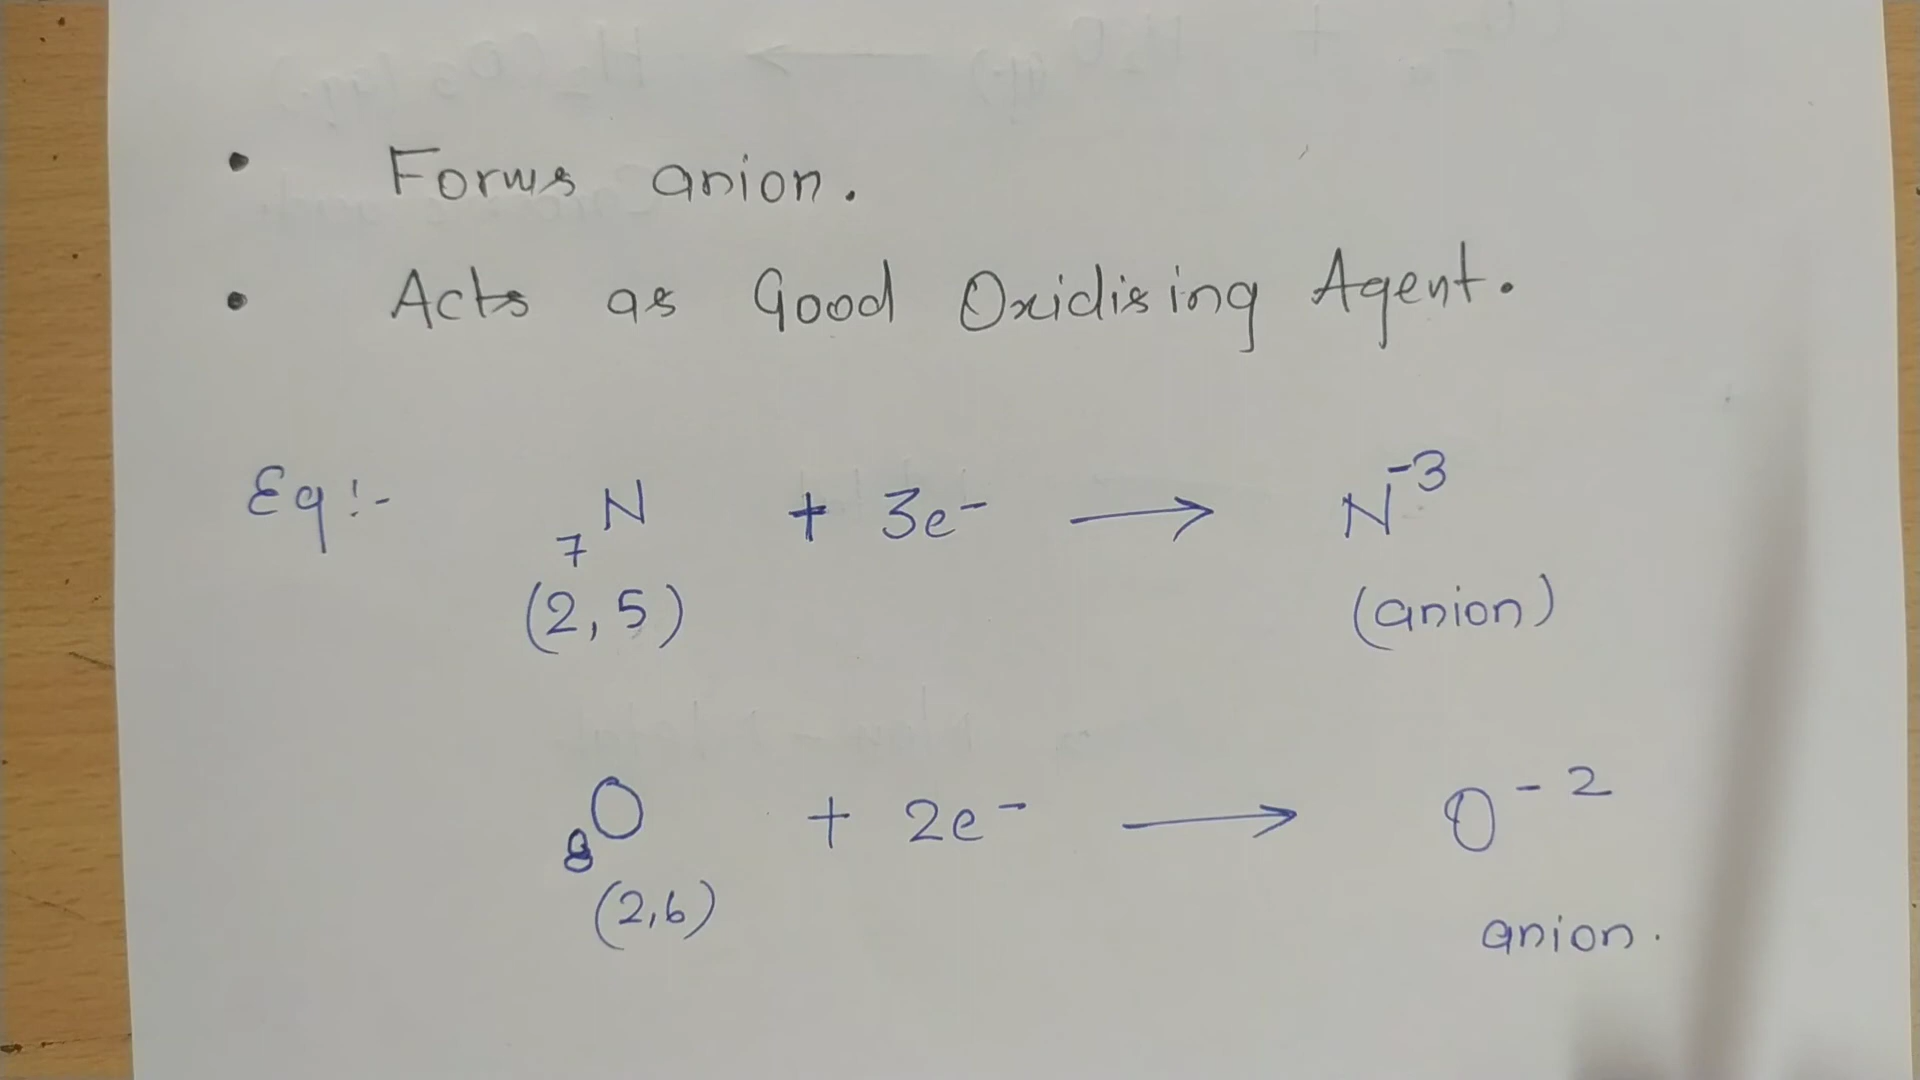 • Forms anion.
• Acts as Good Oxidising Agent.
Eg:- ₇N + 3e⁻ → N⁻³
(2,5) (anion)
₈O + 2e⁻ → O⁻²
(2,6)
anion.